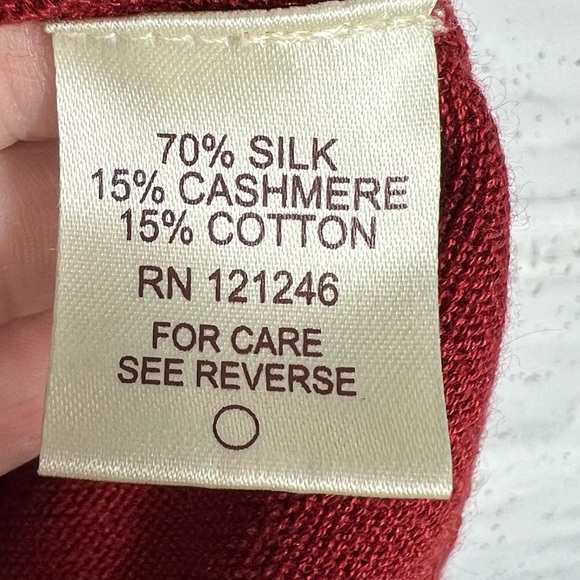 70% SILK
15% CASHMERE
15% COTTON
RN 121246
FOR CARE
SEE REVERSE